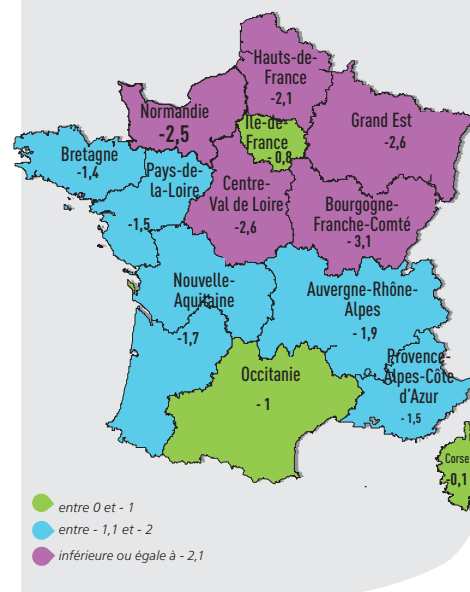 Hauts-de-
France
-2,1
Normandie
-2,5
Ile-de-
France
- 0,8
Grand Est
-2,6
Bretagne
-1,4
Pays-de-
la-Loire
-1,5
Centre-
Val de Loire
-2,6
Bourgogne-
Franche-Comté
- 3,1
Nouvelle-
Aquitaine
-1,7
Auvergne-Rhône-
Alpes
- 1,9
Provence-
Alpes-Côte
d'Azur
- 1,5
Occitanie
- 1
Corse
-0,1
entre 0 et - 1
entre - 1,1 et - 2
inférieure ou égale à - 2,1